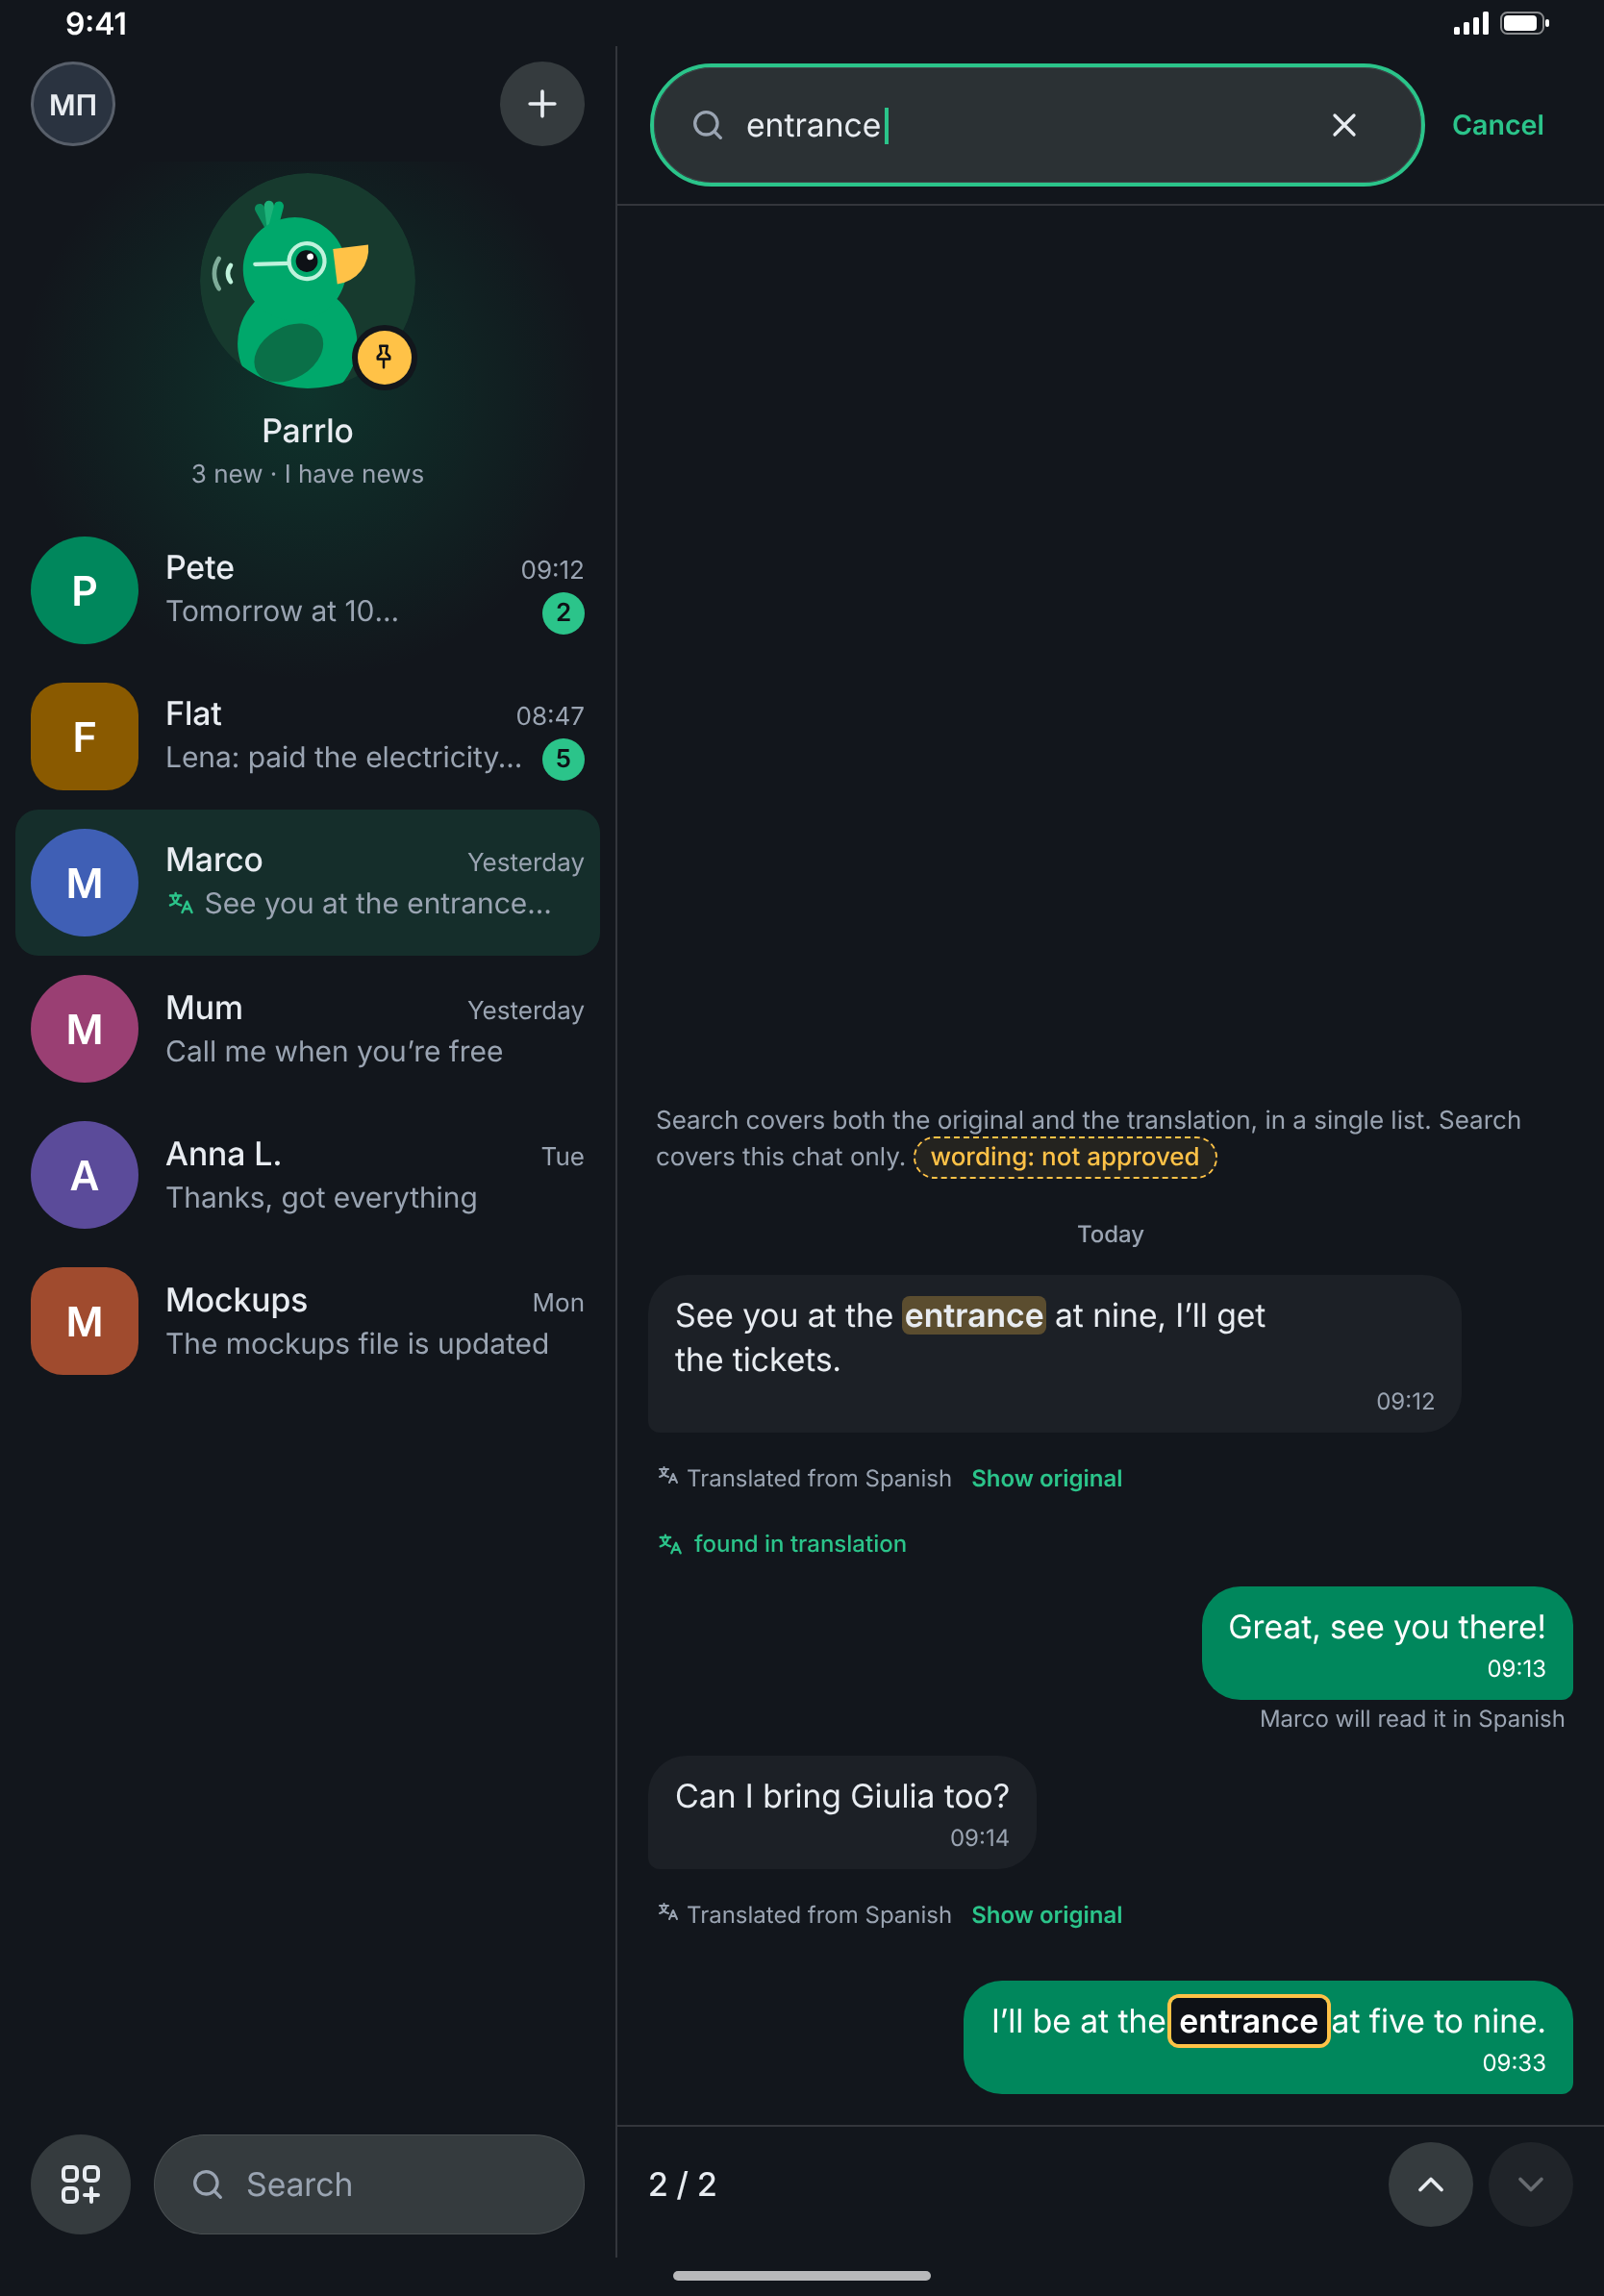 9:41
МП
Parrlo
3 new · I have news
P
Pete
09:12
Tomorrow at 10...
2
F
Flat
08:47
Lena: paid the electricity...
5
M
Marco
Yesterday
See you at the entrance...
M
Mum
Yesterday
Call me when you’re free
A
Anna L.
Tue
Thanks, got everything
M
Mockups
Mon
The mockups file is updated
Search
entrance
Cancel
Search covers both the original and the translation, in a single list. Search
covers this chat only. wording: not approved
Today
See you at the entrance at nine, I’ll get
the tickets.
09:12
Translated from Spanish Show original
found in translation
Great, see you there!
09:13
Marco will read it in Spanish
Can I bring Giulia too?
09:14
Translated from Spanish Show original
I’ll be at the entrance at five to nine.
09:33
2 / 2